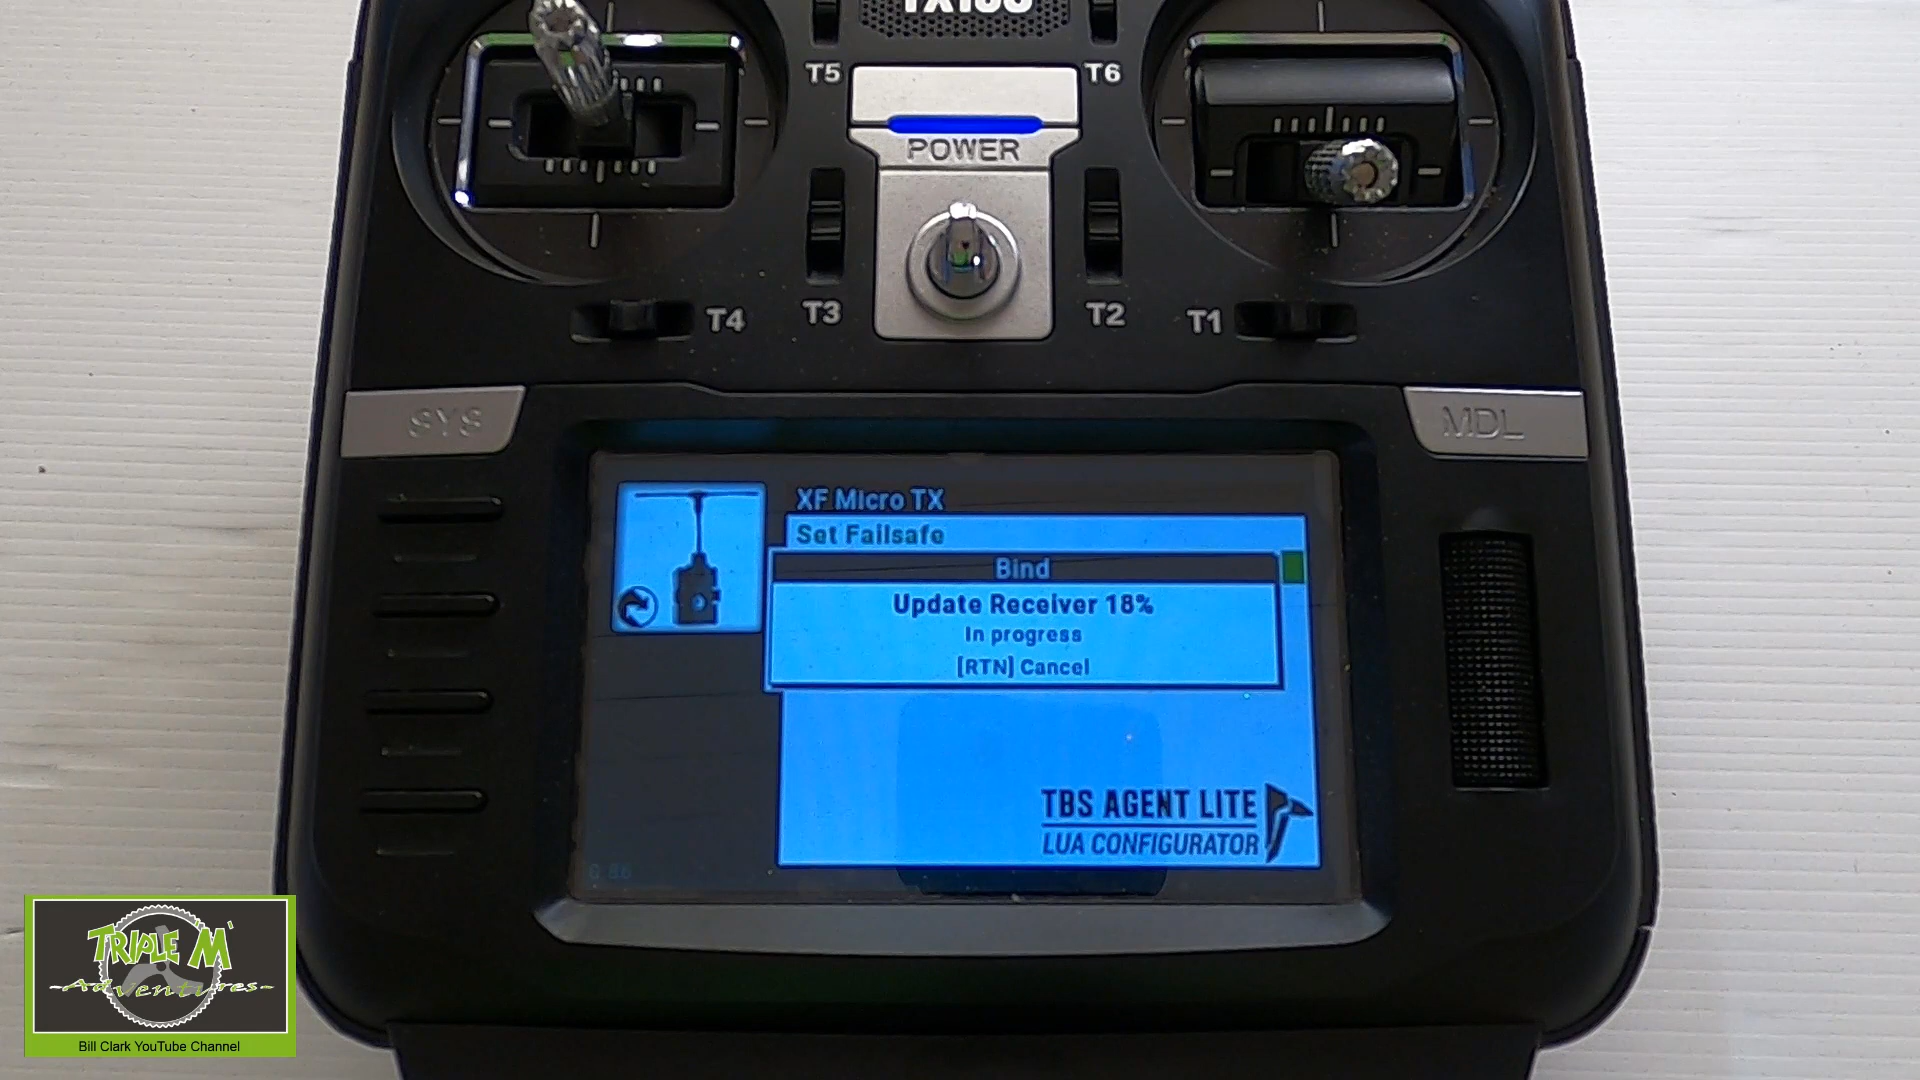 TX16S
T5
T6
POWER
T4
T3
T2
T1
SYS
MDL
XF Micro TX
Set Failsafe
Bind
Update Receiver 18%
In progress
[RTN] Cancel
TBS AGENT LITE
LUA CONFIGURATOR
TRIPLE M'
-Adventures-
Bill Clark YouTube Channel